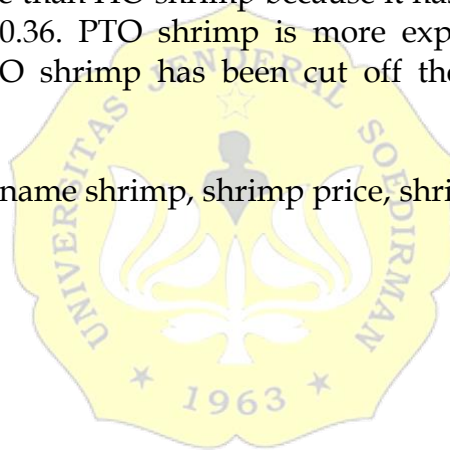 than HO shrimp because it has
0.36. PTO shrimp is more exp
O shrimp has been cut off the
name shrimp, shrimp price, shri
UNIVERSITAS JENDERAL SOEDIRMAN
1963